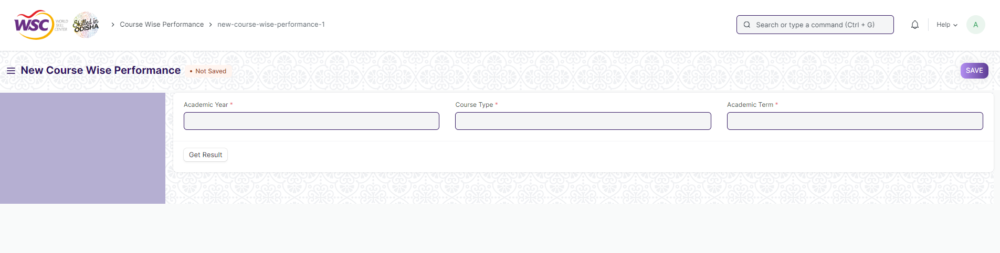 WSC WORLD SKILL CENTER
Skilled in ODISHA
Course Wise Performance
new-course-wise-performance-1
Search or type a command (Ctrl + G)
Help
A
New Course Wise Performance
• Not Saved
SAVE
Academic Year *
Course Type *
Academic Term *
Get Result